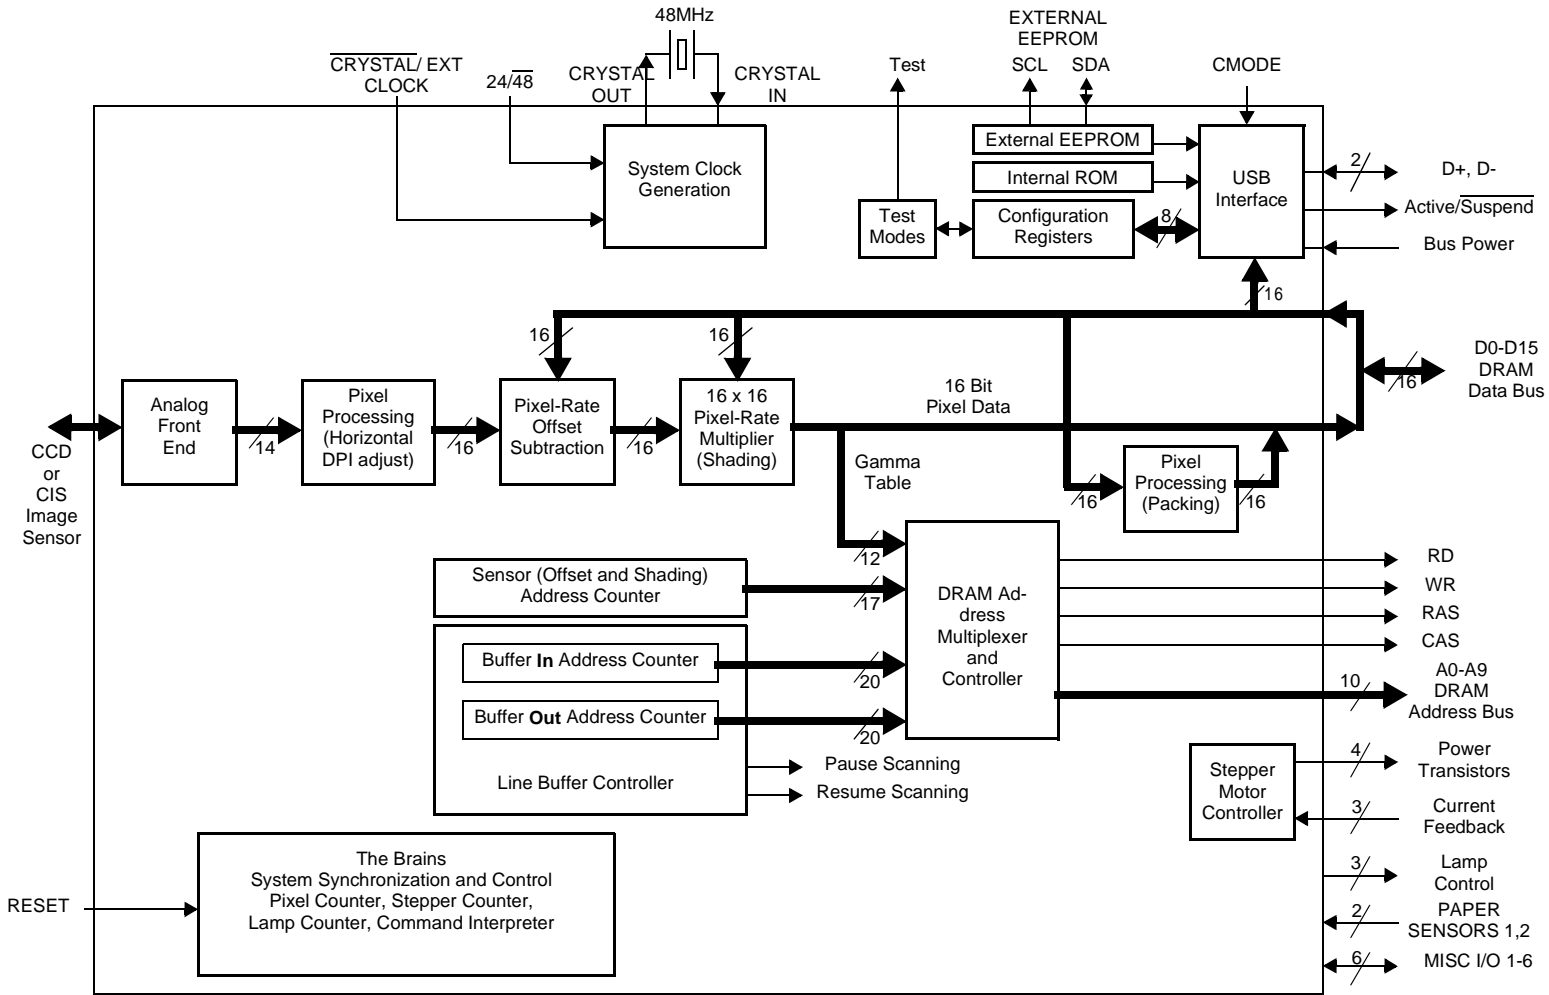 48MHz
EXTERNAL
EEPROM
CRYSTAL/ EXT
CLOCK
24/48
CRYSTAL
OUT
CRYSTAL
IN
Test
SCL
SDA
CMODE
System Clock
Generation
External EEPROM
Internal ROM
Test
Modes
Configuration
Registers
8
USB
Interface
2
D+, D-
Active/Suspend
Bus Power
16
16
16
16 Bit
Pixel Data
16
D0-D15
DRAM
Data Bus
CCD
or
CIS
Image
Sensor
Analog
Front
End
14
Pixel
Processing
(Horizontal
DPI adjust)
16
Pixel-Rate
Offset
Subtraction
16
16 x 16
Pixel-Rate
Multiplier
(Shading)
Gamma
Table
16
Pixel
Processing
(Packing)
16
12
Sensor (Offset and Shading)
Address Counter
17
Buffer In Address Counter
20
Buffer Out Address Counter
20
Line Buffer Controller
Pause Scanning
Resume Scanning
DRAM Ad-
dress
Multiplexer
and
Controller
RD
WR
RAS
CAS
10
A0-A9
DRAM
Address Bus
Stepper
Motor
Controller
4
Power
Transistors
3
Current
Feedback
3
Lamp
Control
2
PAPER
SENSORS 1,2
6
MISC I/O 1-6
RESET
The Brains
System Synchronization and Control
Pixel Counter, Stepper Counter,
Lamp Counter, Command Interpreter